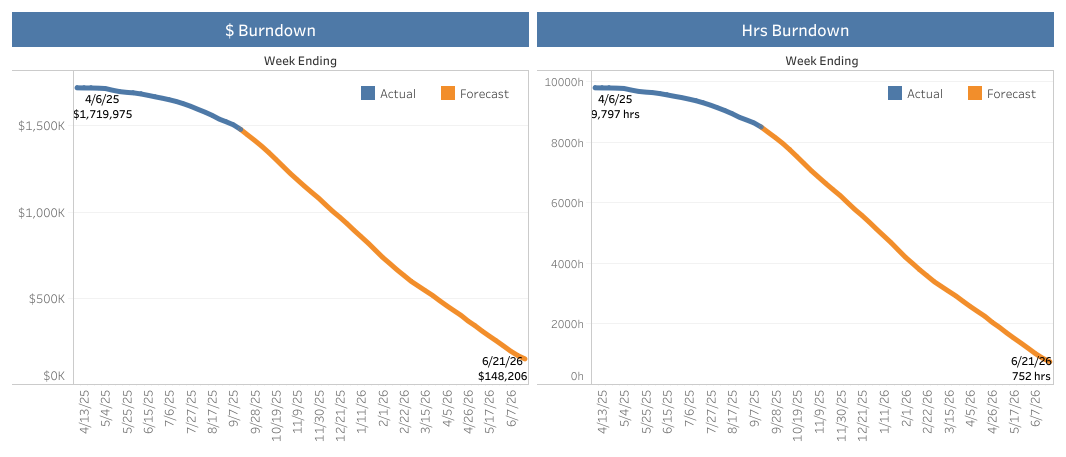 $ Burndown
Week Ending
Actual
Forecast
4/6/25
$1,719,975
$1,500K
$1,000K
$500K
$0K
6/21/26
$148,206
4/13/25
5/4/25
5/25/25
6/15/25
7/6/25
7/27/25
8/17/25
9/7/25
9/28/25
10/19/25
11/9/25
11/30/25
12/21/25
1/11/26
2/1/26
2/22/26
3/15/26
4/5/26
4/26/26
5/17/26
6/7/26
Hrs Burndown
Week Ending
Actual
Forecast
10000h
4/6/25
9,797 hrs
8000h
6000h
4000h
2000h
0h
6/21/26
752 hrs
4/13/25
5/4/25
5/25/25
6/15/25
7/6/25
7/27/25
8/17/25
9/7/25
9/28/25
10/19/25
11/9/25
11/30/25
12/21/25
1/11/26
2/1/26
2/22/26
3/15/26
4/5/26
4/26/26
5/17/26
6/7/26